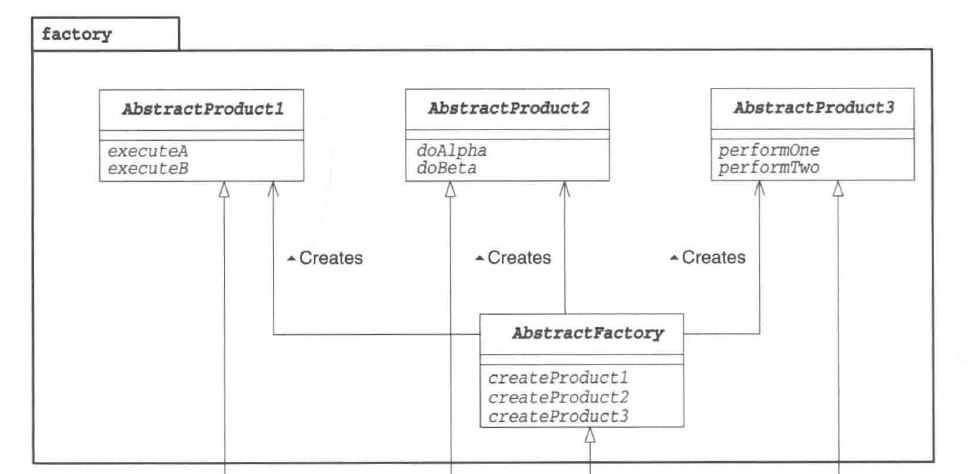 factory
AbstractProduct1
executeA
executeB
AbstractProduct2
doAlpha
doBeta
AbstractProduct3
performOne
performTwo
Creates
Creates
Creates
AbstractFactory
createProduct1
createProduct2
createProduct3